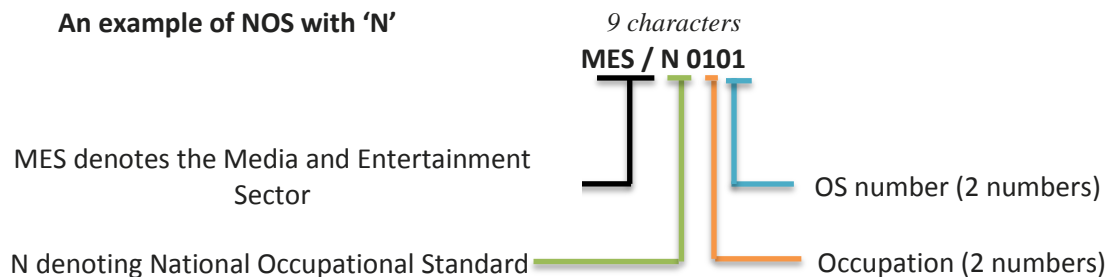 An example of NOS with ‘N’
9 characters
MES / N 0101
MES denotes the Media and Entertainment
Sector
OS number (2 numbers)
N denoting National Occupational Standard
Occupation (2 numbers)